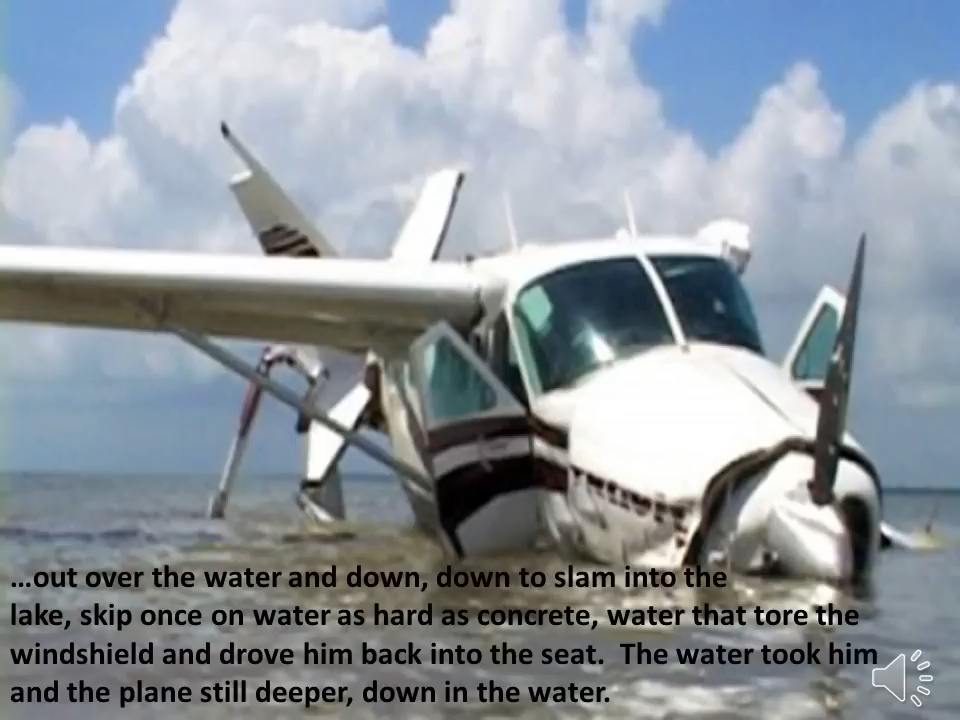 …out over the water and down, down to slam into the
lake, skip once on water as hard as concrete, water that tore the
windshield and drove him back into the seat.  The water took him
and the plane still deeper, down in the water.